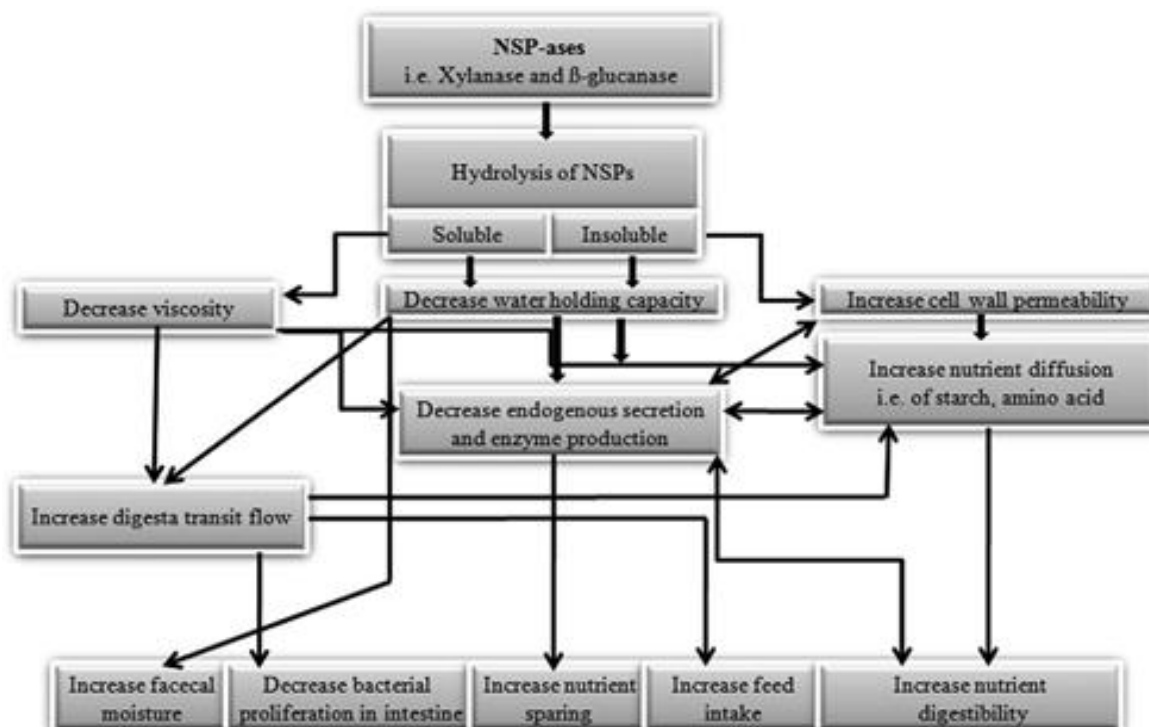 NSP-ases
i.e. Xylanase and ß-glucanase
Hydrolysis of NSPs
Soluble
Insoluble
Decrease viscosity
Decrease water holding capacity
Increase cell wall permeability
Increase nutrient diffusion
i.e. of starch, amino acid
Decrease endogenous secretion
and enzyme production
Increase digesta transit flow
Increase facecal
moisture
Decrease bacterial
proliferation in intestine
Increase nutrient
sparing
Increase feed
intake
Increase nutrient
digestibility